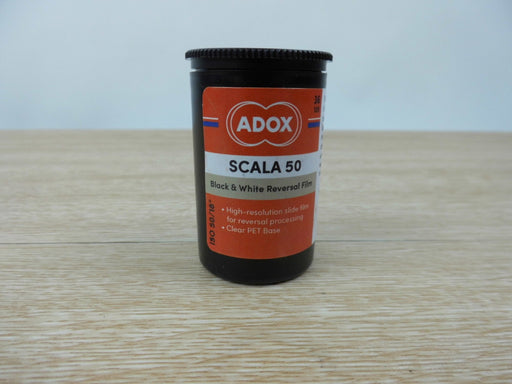 ADOX
36
SCALA 50
Black & White Reversal Film
• High-resolution slide film
for reversal processing
• Clear PET Base
ISO 50/18°